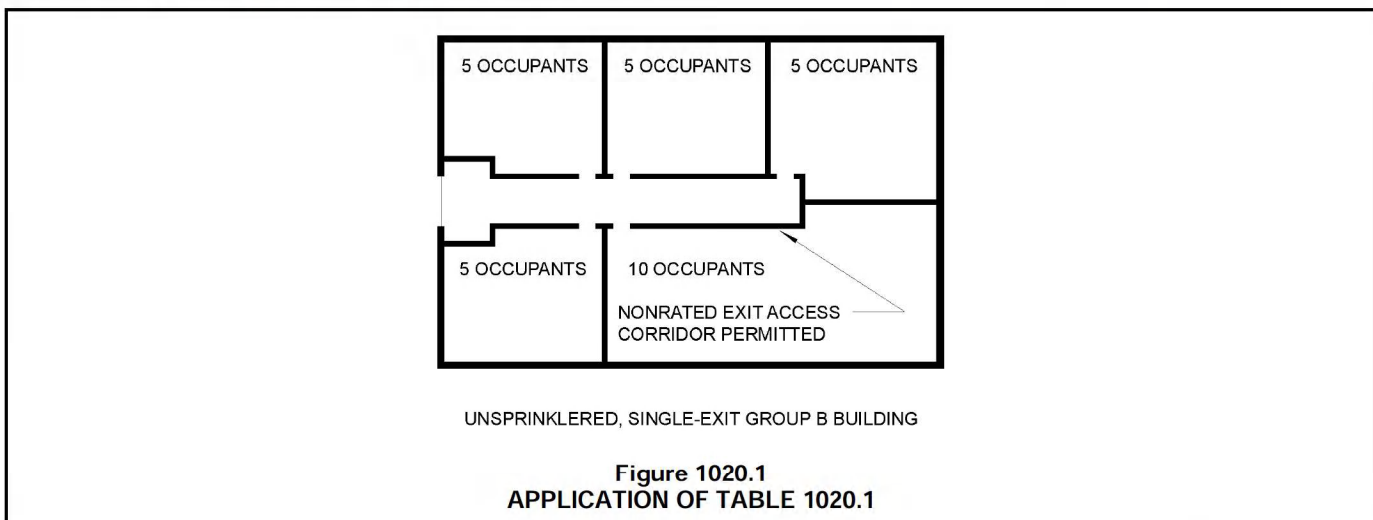 5 OCCUPANTS
5 OCCUPANTS
5 OCCUPANTS
5 OCCUPANTS
10 OCCUPANTS
NONRATED EXIT ACCESS
CORRIDOR PERMITTED
UNSPRINKLERED, SINGLE-EXIT GROUP B BUILDING
Figure 1020.1
APPLICATION OF TABLE 1020.1